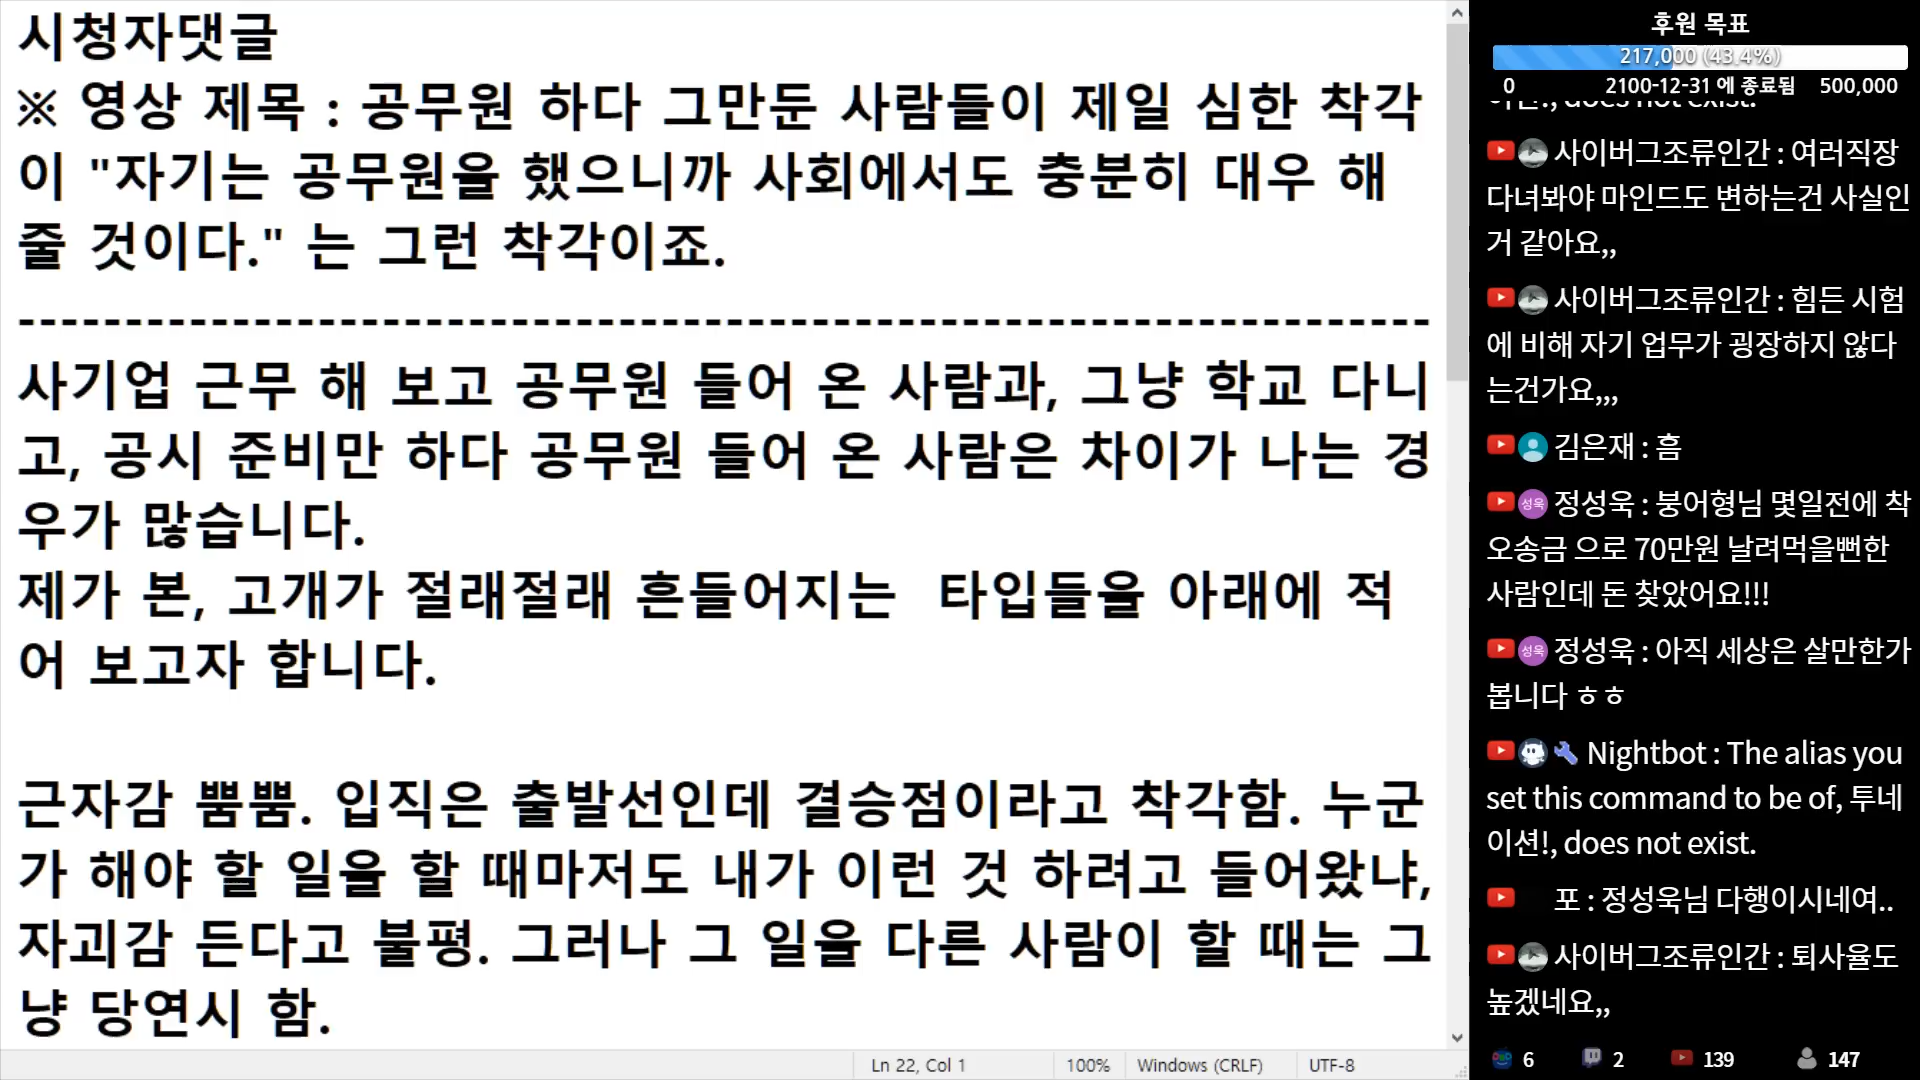 시청자댓글
※ 영상 제목 : 공무원 하다 그만둔 사람들이 제일 심한 착각
이 "자기는 공무원을 했으니까 사회에서도 충분히 대우 해
줄 것이다." 는 그런 착각이죠.
------------------------------------------------------------------
사기업 근무 해 보고 공무원 들어 온 사람과, 그냥 학교 다니
고, 공시 준비만 하다 공무원 들어 온 사람은 차이가 나는 경
우가 많습니다.
제가 본, 고개가 절래절래 흔들어지는  타입들을 아래에 적
어 보고자 합니다.
근자감 뿜뿜. 입직은 출발선인데 결승점이라고 착각함. 누군
가 해야 할 일을 할 때마저도 내가 이런 것 하려고 들어왔냐,
자괴감 든다고 불평. 그러나 그 일을 다른 사람이 할 때는 그
냥 당연시 함.
Ln 22, Col 1
100%
Windows (CRLF)
UTF-8
후원 목표
217,000 (43.4%)
0 2100-12-31 에 종료됨 500,000
이션!, does not exist.
사이버그조류인간 : 여러직장
다녀봐야 마인드도 변하는건 사실인
거 같아요,,
사이버그조류인간 : 힘든 시험
에 비해 자기 업무가 굉장하지 않다
는건가요,,,
김은재 : 흠
성욱 정성욱 : 붕어형님 몇일전에 착
오송금 으로 70만원 날려먹을뻔한
사람인데 돈 찾았어요!!!
성욱 정성욱 : 아직 세상은 살만한가
봅니다 ㅎㅎ
Nightbot : The alias you
set this command to be of, 투네
이션!, does not exist.
포 : 정성욱님 다행이시네여..
사이버그조류인간 : 퇴사율도
높겠네요,,
6 2 139 147